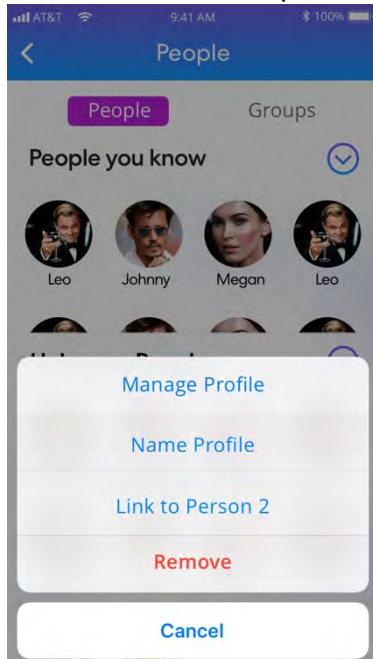 AT&T 9:41 AM 100%
People
People Groups
People you know
Leo Johnny Megan Leo
Manage Profile
Name Profile
Link to Person 2
Remove
Cancel